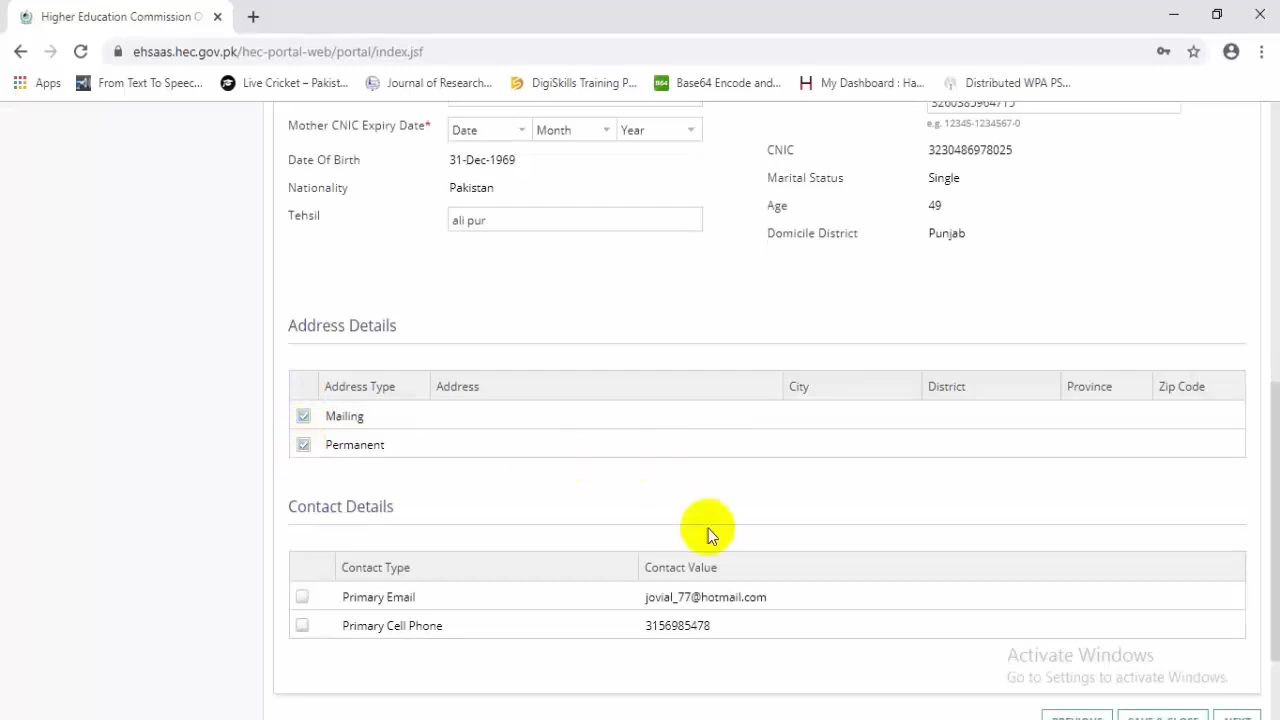 Higher Education Commission O
ehsaas.hec.gov.pk/hec-portal-web/portal/index.jsf
Apps From Text To Speec... Live Cricket – Pakist... Journal of Research... DigiSkills Training P... B64 Base64 Encode and... H My Dashboard : Ha... Distributed WPA PS...
Mother CNIC Expiry Date* Date Month Year
e.g. 12345-1234567-0
Date Of Birth 31-Dec-1969
CNIC 3230486978025
Nationality Pakistan
Marital Status Single
Tehsil ali pur
Age 49
Domicile District Punjab
Address Details
Address Type Address City District Province Zip Code
Mailing
Permanent
Contact Details
Contact Type Contact Value
Primary Email jovial_77@hotmail.com
Primary Cell Phone 3156985478
Activate Windows
Go to Settings to activate Windows.
PREVIOUS SAVE & CLOSE NEXT